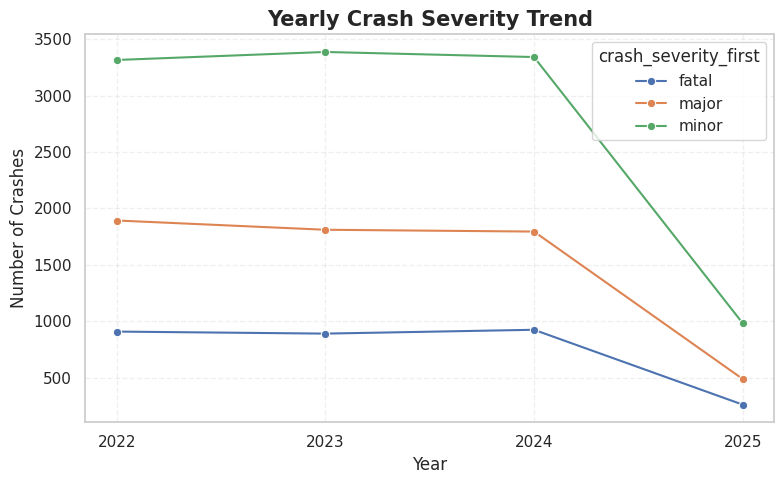 Yearly Crash Severity Trend
3500
3000
2500
2000
1500
1000
500
Number of Crashes
crash_severity_first
fatal
major
minor
2022
2023
2024
2025
Year